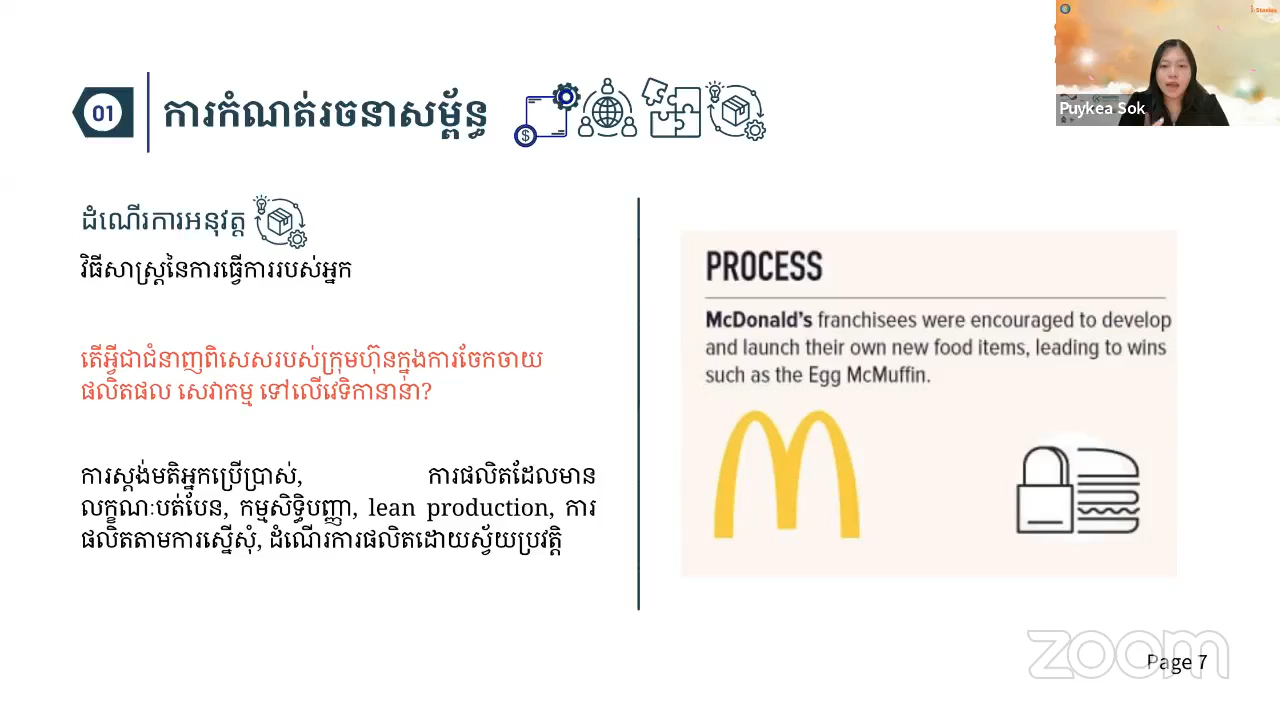 01
ការកំណត់រចនាសម្ព័ន្ធ
Puykea Sok
ដំណើរការអនុវត្ត
វិធីសាស្ត្រនៃការធ្វើការរបស់អ្នក
តើអ្វីជាជំនាញពិសេសរបស់ក្រុមហ៊ុនក្នុងការចែកចាយ
ផលិតផល សេវាកម្ម ទៅលើវេទិកានានា?
ការស្ទង់មតិអ្នកប្រើប្រាស់, ការផលិតដែលមាន
លក្ខណៈបត់បែន, កម្មសិទ្ធិបញ្ញា, lean production, ការ
ផលិតតាមការស្នើសុំ, ដំណើរការផលិតដោយស្វ័យប្រវត្តិ
PROCESS
McDonald's franchisees were encouraged to develop
and launch their own new food items, leading to wins
such as the Egg McMuffin.
zoom
Page 7